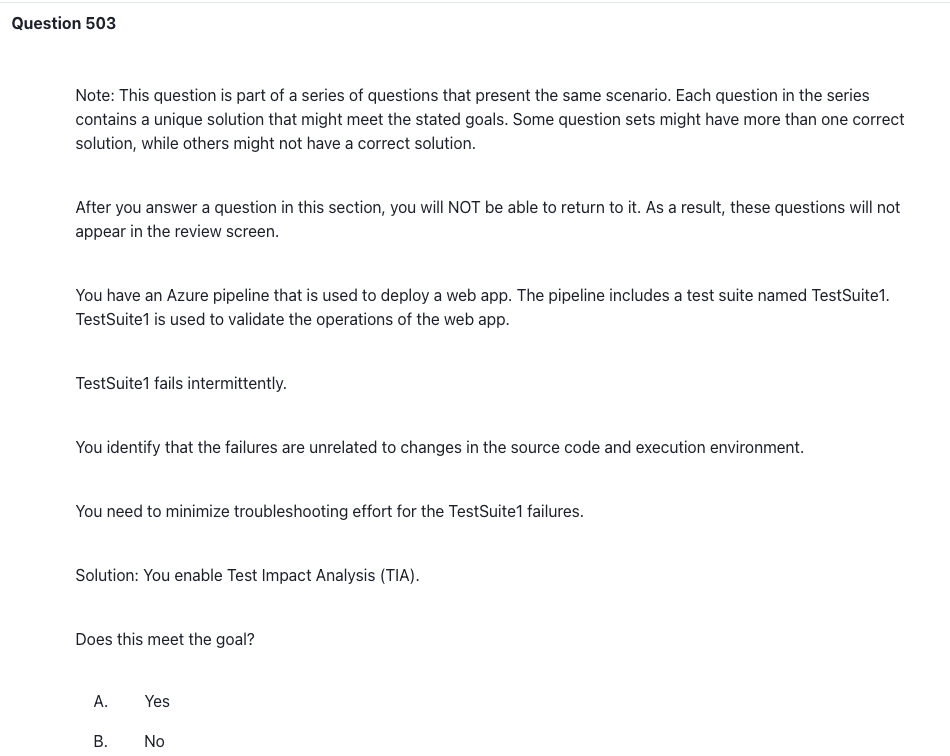 Question 503
Note: This question is part of a series of questions that present the same scenario. Each question in the series
contains a unique solution that might meet the stated goals. Some question sets might have more than one correct
solution, while others might not have a correct solution.
After you answer a question in this section, you will NOT be able to return to it. As a result, these questions will not
appear in the review screen.
You have an Azure pipeline that is used to deploy a web app. The pipeline includes a test suite named TestSuite1.
TestSuite1 is used to validate the operations of the web app.
TestSuite1 fails intermittently.
You identify that the failures are unrelated to changes in the source code and execution environment.
You need to minimize troubleshooting effort for the TestSuite1 failures.
Solution: You enable Test Impact Analysis (TIA).
Does this meet the goal?
A. Yes
B. No